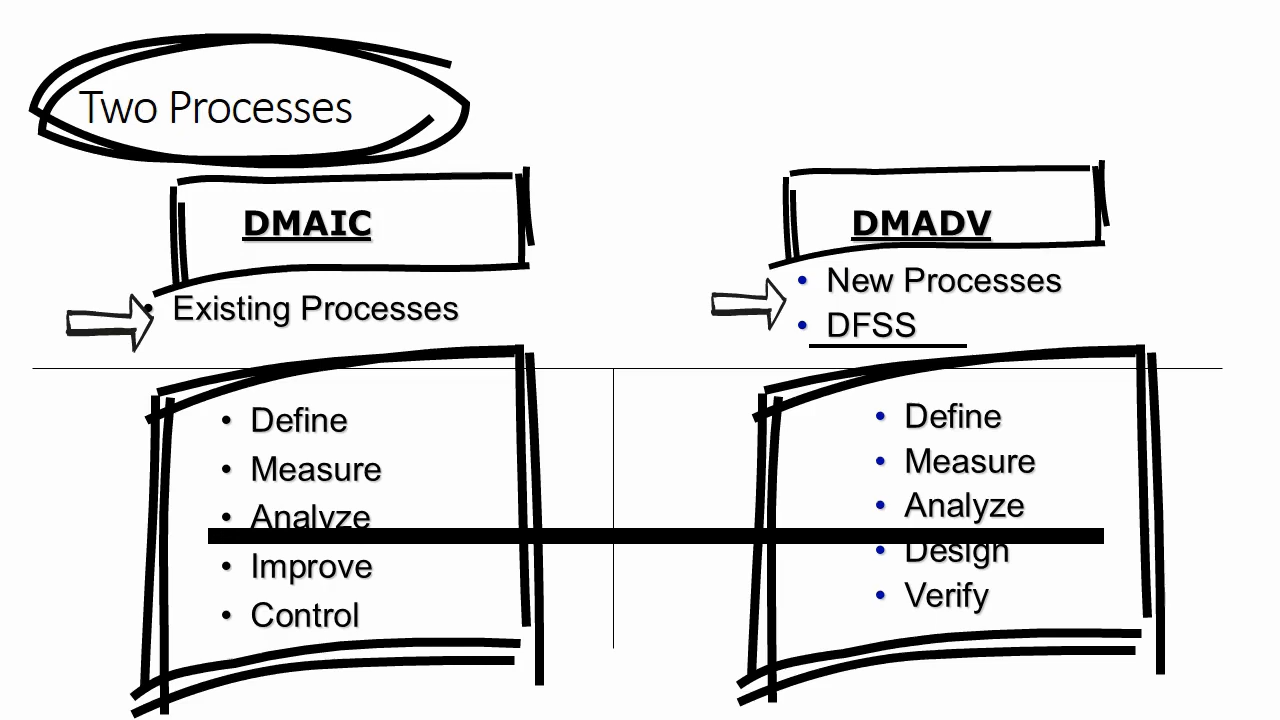 Two Processes
DMAIC
• Existing Processes
• Define
• Measure
• Analyze
• Improve
• Control
DMADV
• New Processes
• DFSS
• Define
• Measure
• Analyze
• Design
• Verify